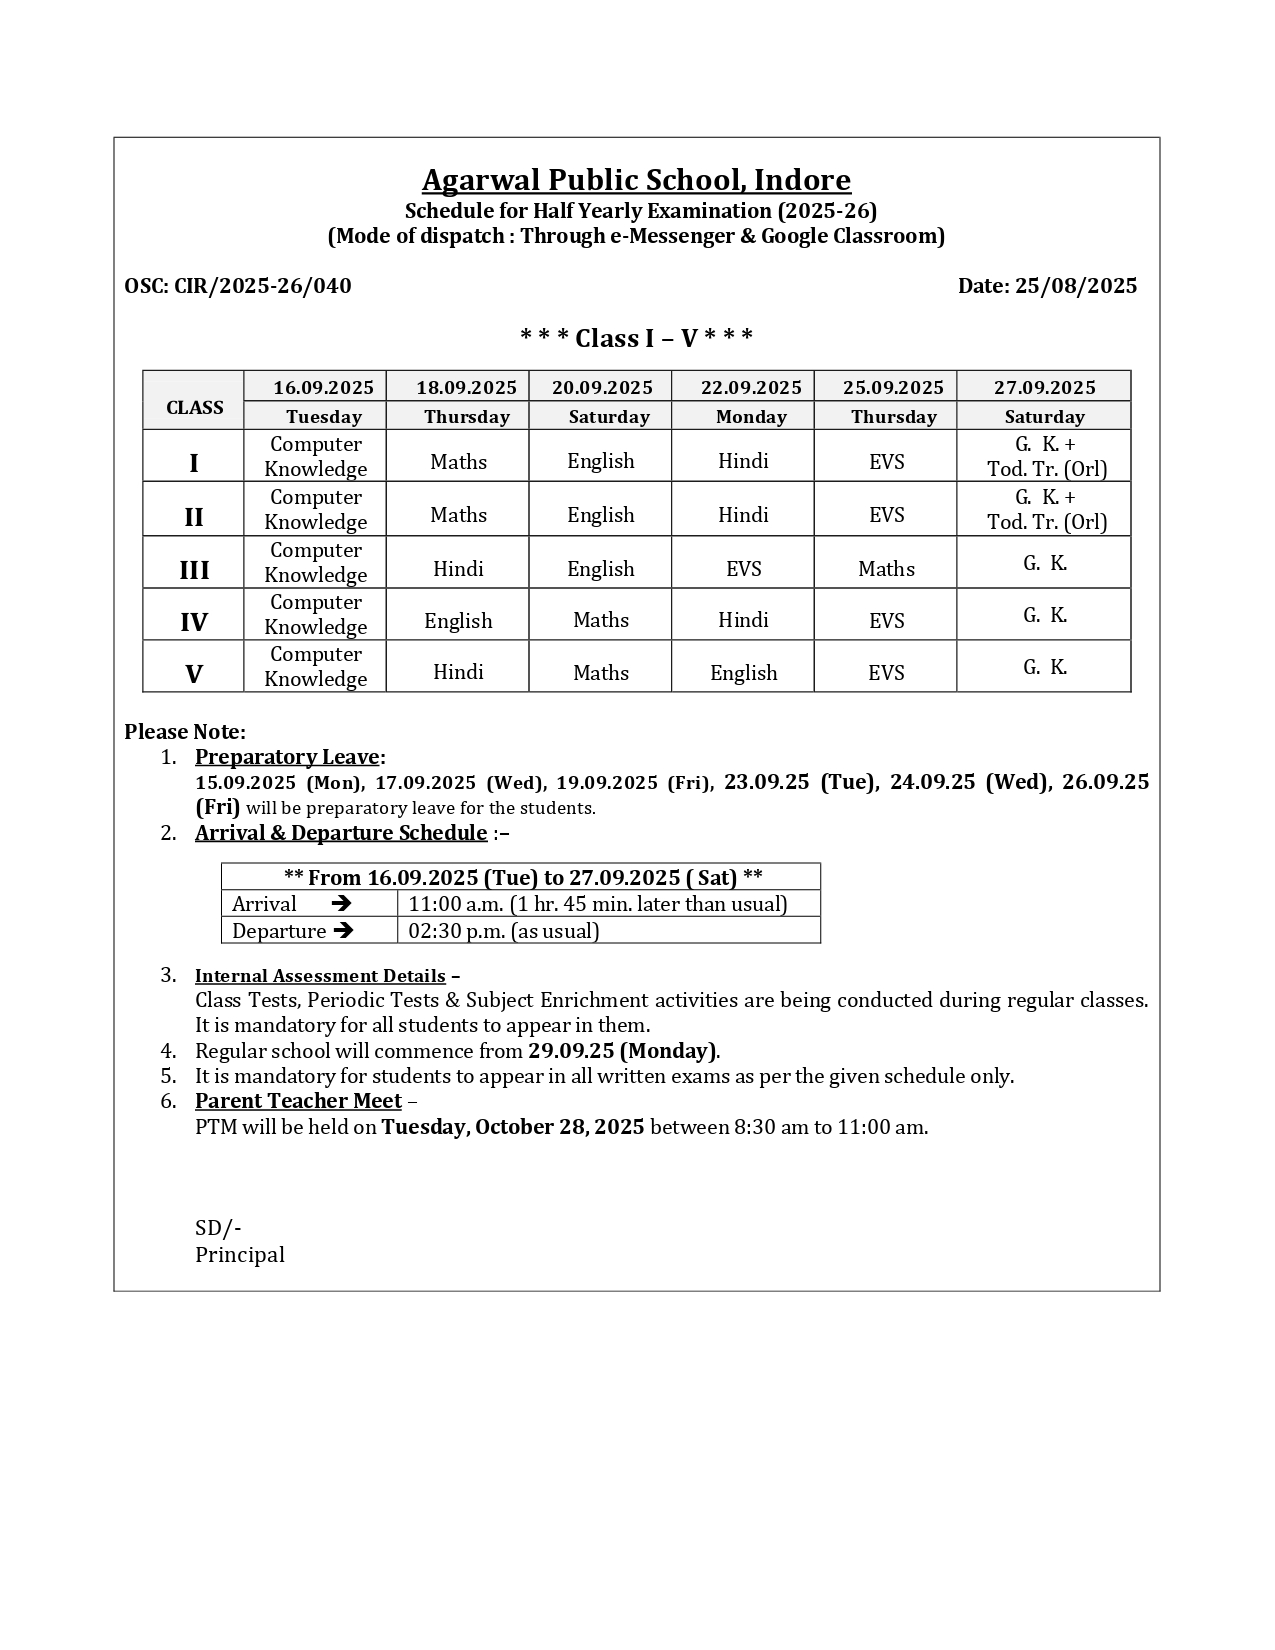 Agarwal Public School, Indore
Schedule for Half Yearly Examination (2025-26)
(Mode of dispatch : Through e-Messenger & Google Classroom)
OSC: CIR/2025-26/040 Date: 25/08/2025
* * * Class I – V * * *
CLASS 16.09.2025 18.09.2025 20.09.2025 22.09.2025 25.09.2025 27.09.2025
Tuesday Thursday Saturday Monday Thursday Saturday
I Computer Knowledge Maths English Hindi EVS G. K. + Tod. Tr. (Orl)
II Computer Knowledge Maths English Hindi EVS G. K. + Tod. Tr. (Orl)
III Computer Knowledge Hindi English EVS Maths G. K.
IV Computer Knowledge English Maths Hindi EVS G. K.
V Computer Knowledge Hindi Maths English EVS G. K.
Please Note:
1. Preparatory Leave:
15.09.2025 (Mon), 17.09.2025 (Wed), 19.09.2025 (Fri), 23.09.25 (Tue), 24.09.25 (Wed), 26.09.25
(Fri) will be preparatory leave for the students.
2. Arrival & Departure Schedule :–
** From 16.09.2025 (Tue) to 27.09.2025 ( Sat) **
Arrival ➔ 11:00 a.m. (1 hr. 45 min. later than usual)
Departure ➔ 02:30 p.m. (as usual)
3. Internal Assessment Details –
Class Tests, Periodic Tests & Subject Enrichment activities are being conducted during regular classes.
It is mandatory for all students to appear in them.
4. Regular school will commence from 29.09.25 (Monday).
5. It is mandatory for students to appear in all written exams as per the given schedule only.
6. Parent Teacher Meet –
PTM will be held on Tuesday, October 28, 2025 between 8:30 am to 11:00 am.
SD/-
Principal